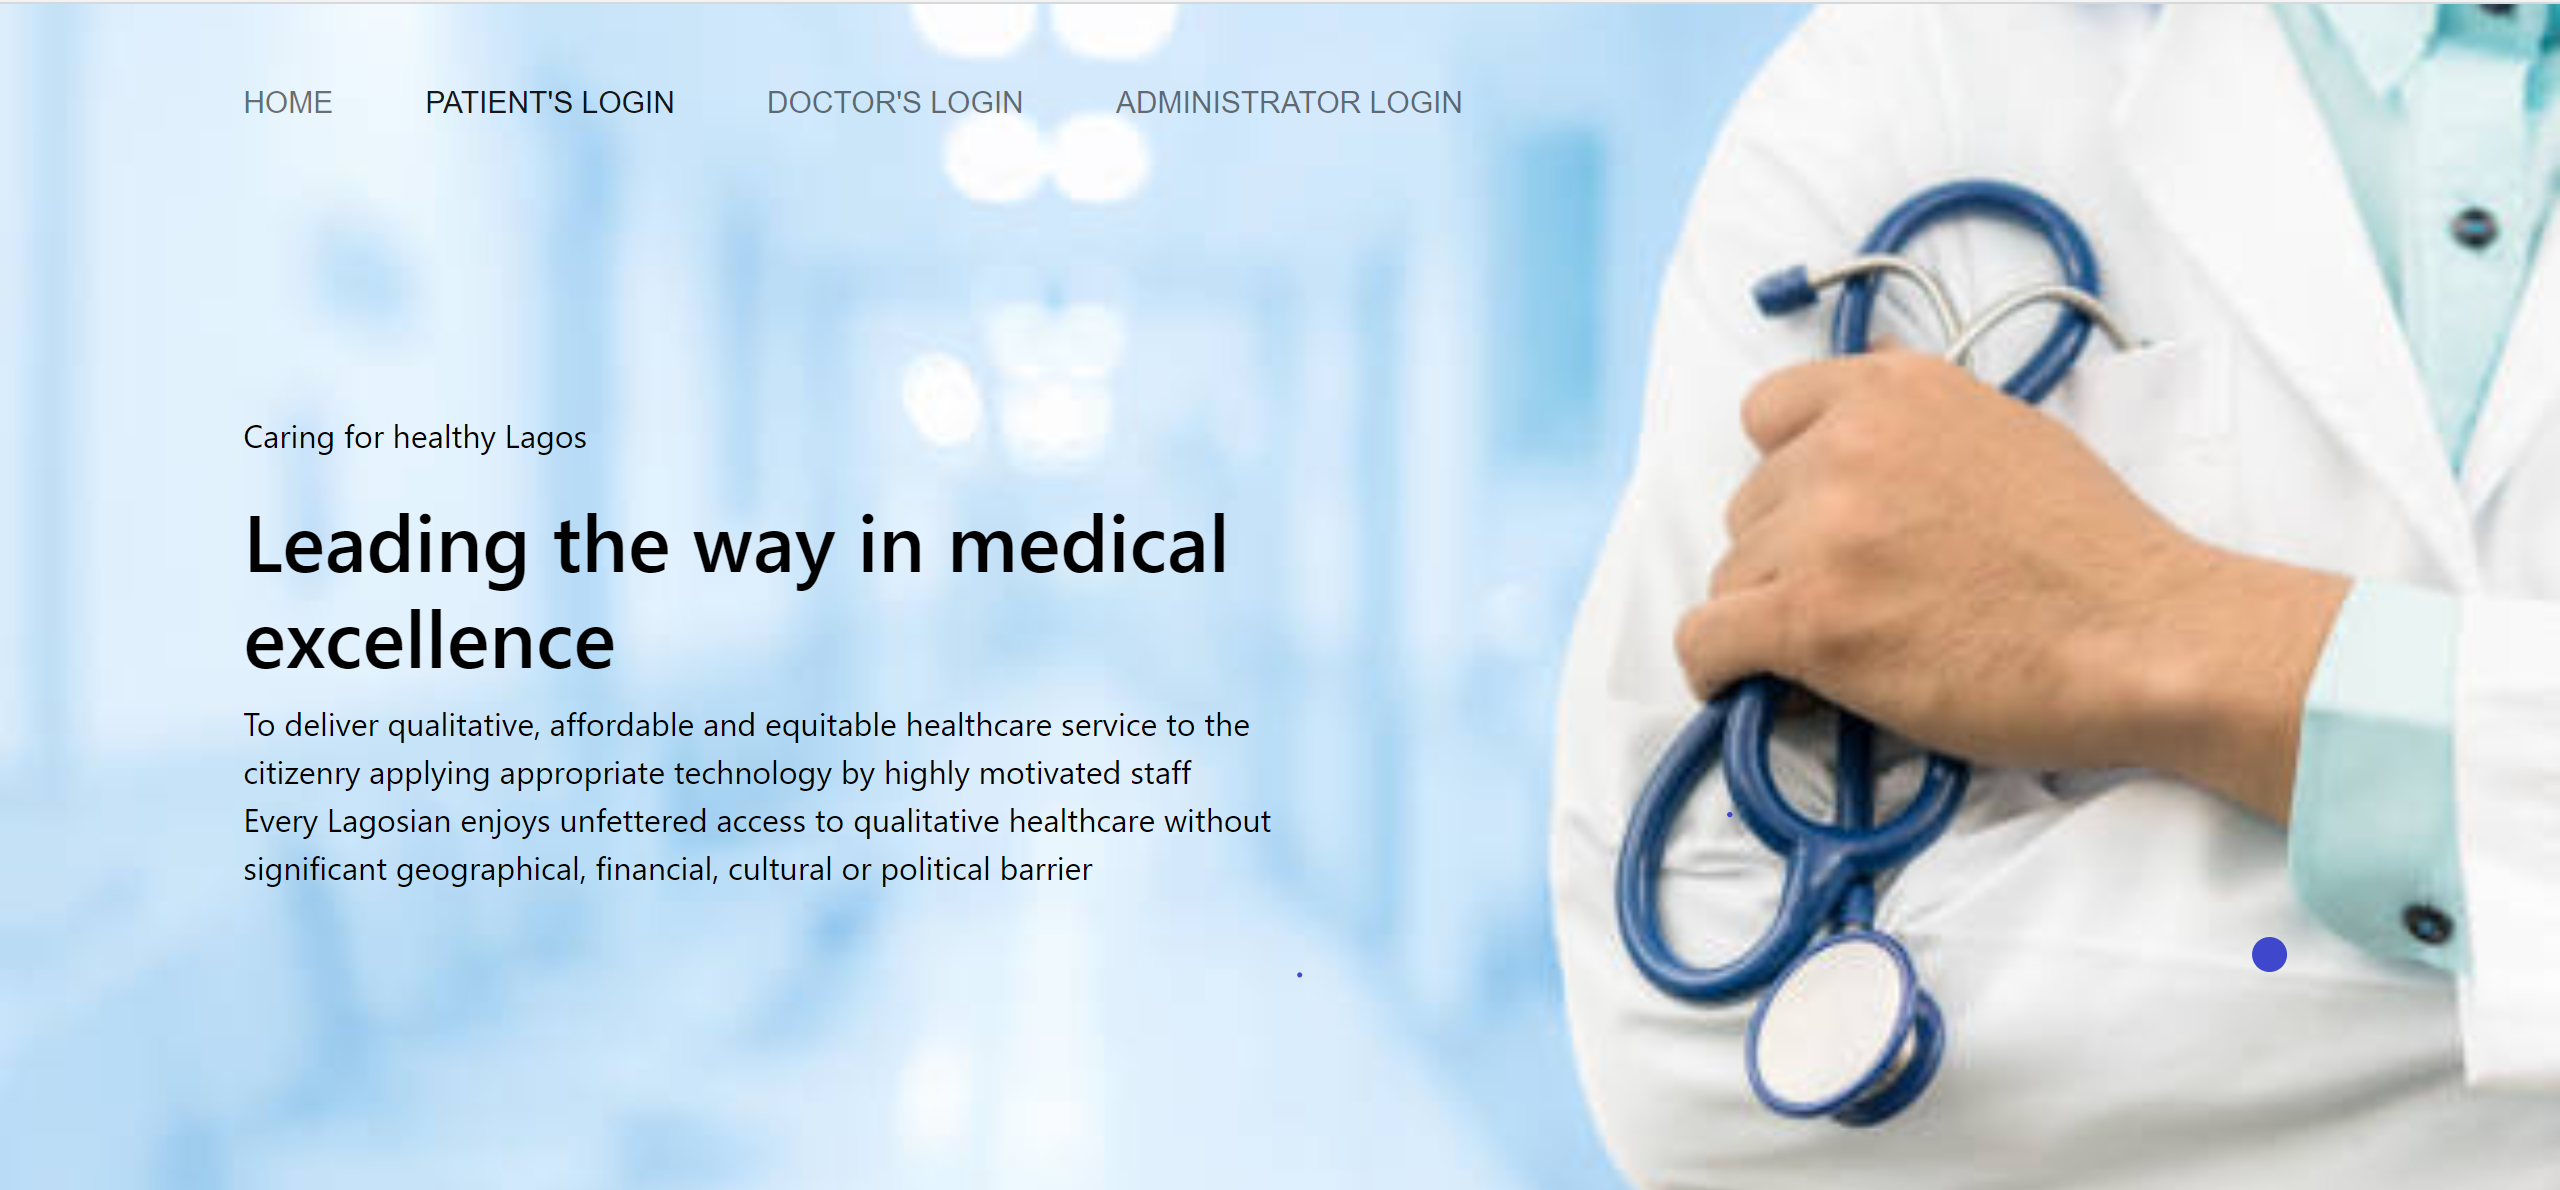 HOME PATIENT'S LOGIN DOCTOR'S LOGIN ADMINISTRATOR LOGIN
Caring for healthy Lagos
Leading the way in medical
excellence
To deliver qualitative, affordable and equitable healthcare service to the
citizenry applying appropriate technology by highly motivated staff
Every Lagosian enjoys unfettered access to qualitative healthcare without
significant geographical, financial, cultural or political barrier